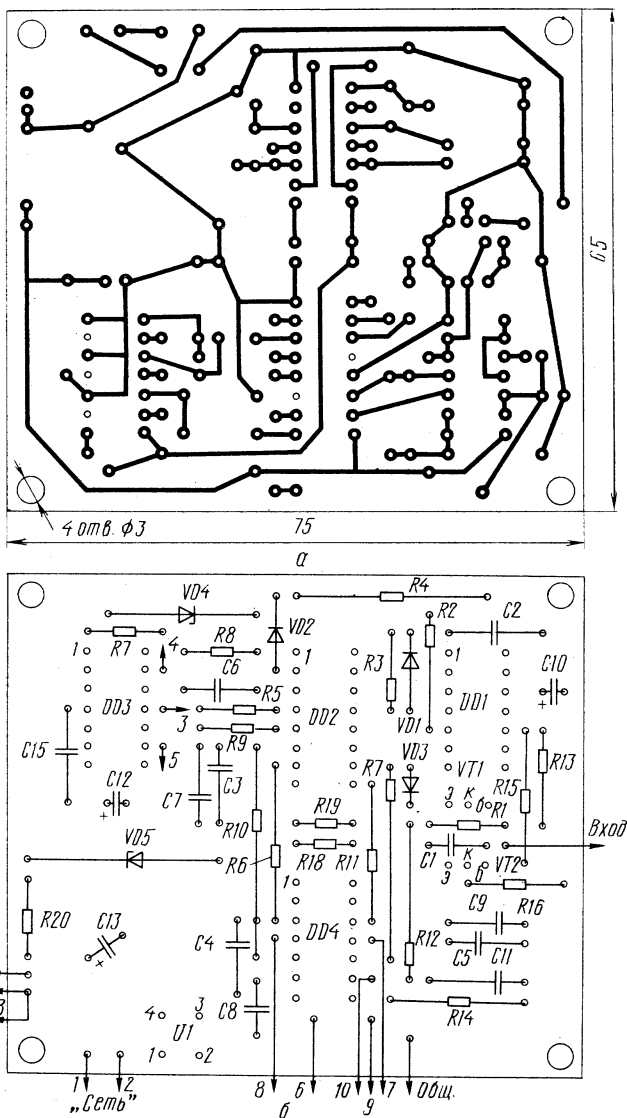 65
4 отв. ф3
75
а
VD4
R4
R7
4
R8
VD2
R2
C2
1
C6
1
R3
1
C10
+
DD3
R5
DD2
VD1
DD1
3
R9
C15
5
C12
+
C7
C3
R7
VD3
VT1
R15
R13
э
к
б
R1
R10
R19
Вход
VD5
R6
R18
R11
C1
э
к
б
VT2
1
R16
R20
C13
+
C4
DD4
R12
C9
C5
C11
C8
R14
4
3
U1
1
2
1
2
8
6
10
9
7
Общ.
„Сеть"
б